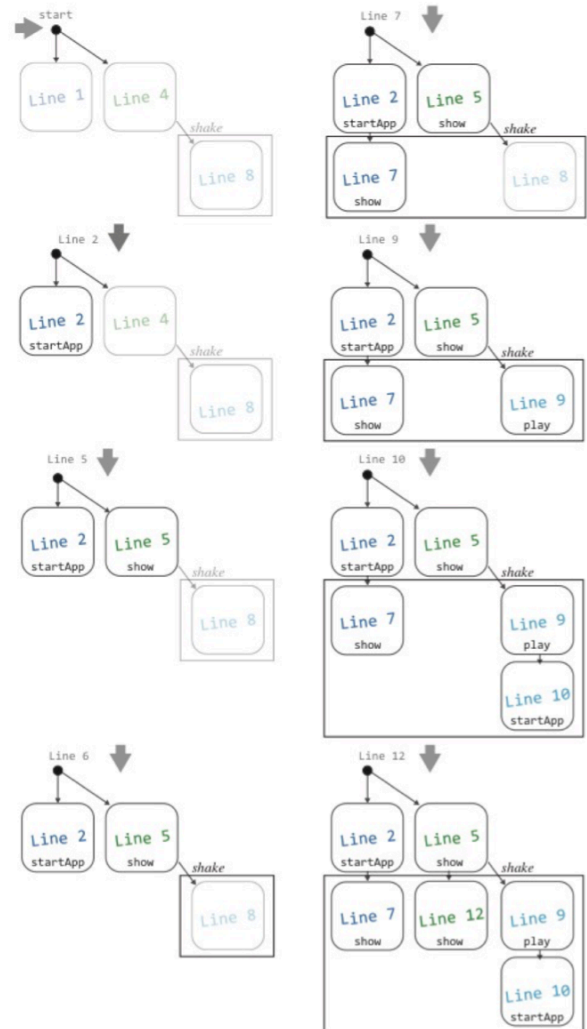 start
Line 1 Line 4
shake
Line 8
Line 2
Line 2 Line 4
startApp
shake
Line 8
Line 5
Line 2 Line 5
startApp show
shake
Line 8
Line 6
Line 2 Line 5
startApp show
shake
Line 8
Line 7
Line 2 Line 5
startApp show
shake
Line 7 Line 8
show
Line 9
Line 2 Line 5
startApp show
shake
Line 7 Line 9
show play
Line 10
Line 2 Line 5
startApp show
shake
Line 7 Line 9
show play
Line 10
startApp
Line 12
Line 2 Line 5
startApp show
shake
Line 7 Line 12 Line 9
show show play
Line 10
startApp